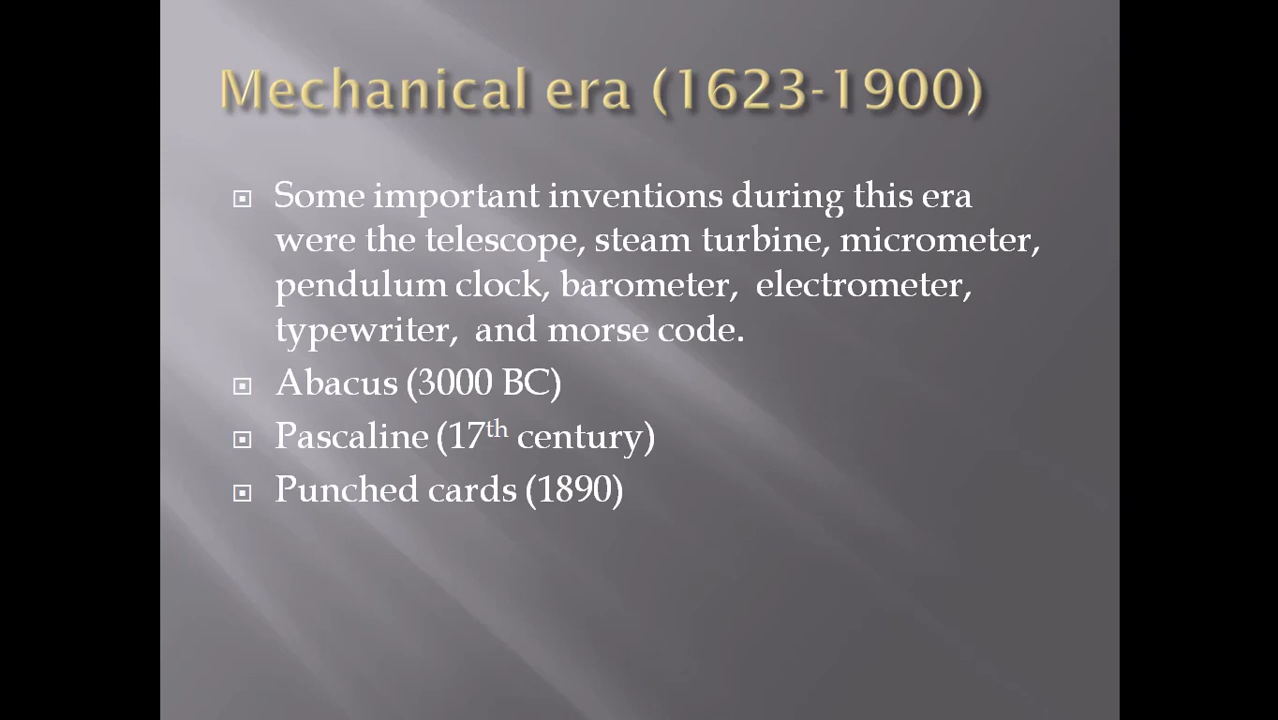 Mechanical era (1623-1900)
Some important inventions during this era
were the telescope, steam turbine, micrometer,
pendulum clock, barometer,  electrometer,
typewriter,  and morse code.
Abacus (3000 BC)
Pascaline (17th century)
Punched cards (1890)